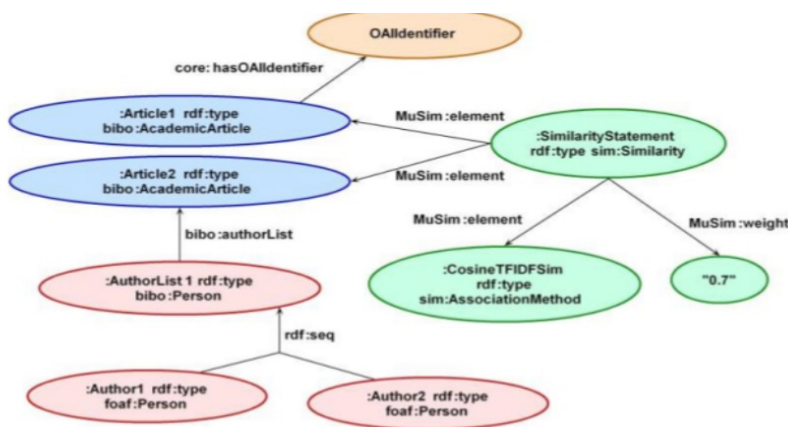 OAIIdentifier
core:hasOAIIdentifier
:Article1 rdf:type
bibo:AcademicArticle
MuSim:element
:SimilarityStatement
rdf:type sim:Similarity
:Article2 rdf:type
bibo:AcademicArticle
MuSim:element
MuSim:element
MuSim:weight
bibo:authorList
:AuthorList1 rdf:type
bibo:Person
:CosineTFIDFSim
rdf:type
sim:AssociationMethod
"0.7"
rdf:seq
:Author1 rdf:type
foaf:Person
:Author2 rdf:type
foaf:Person